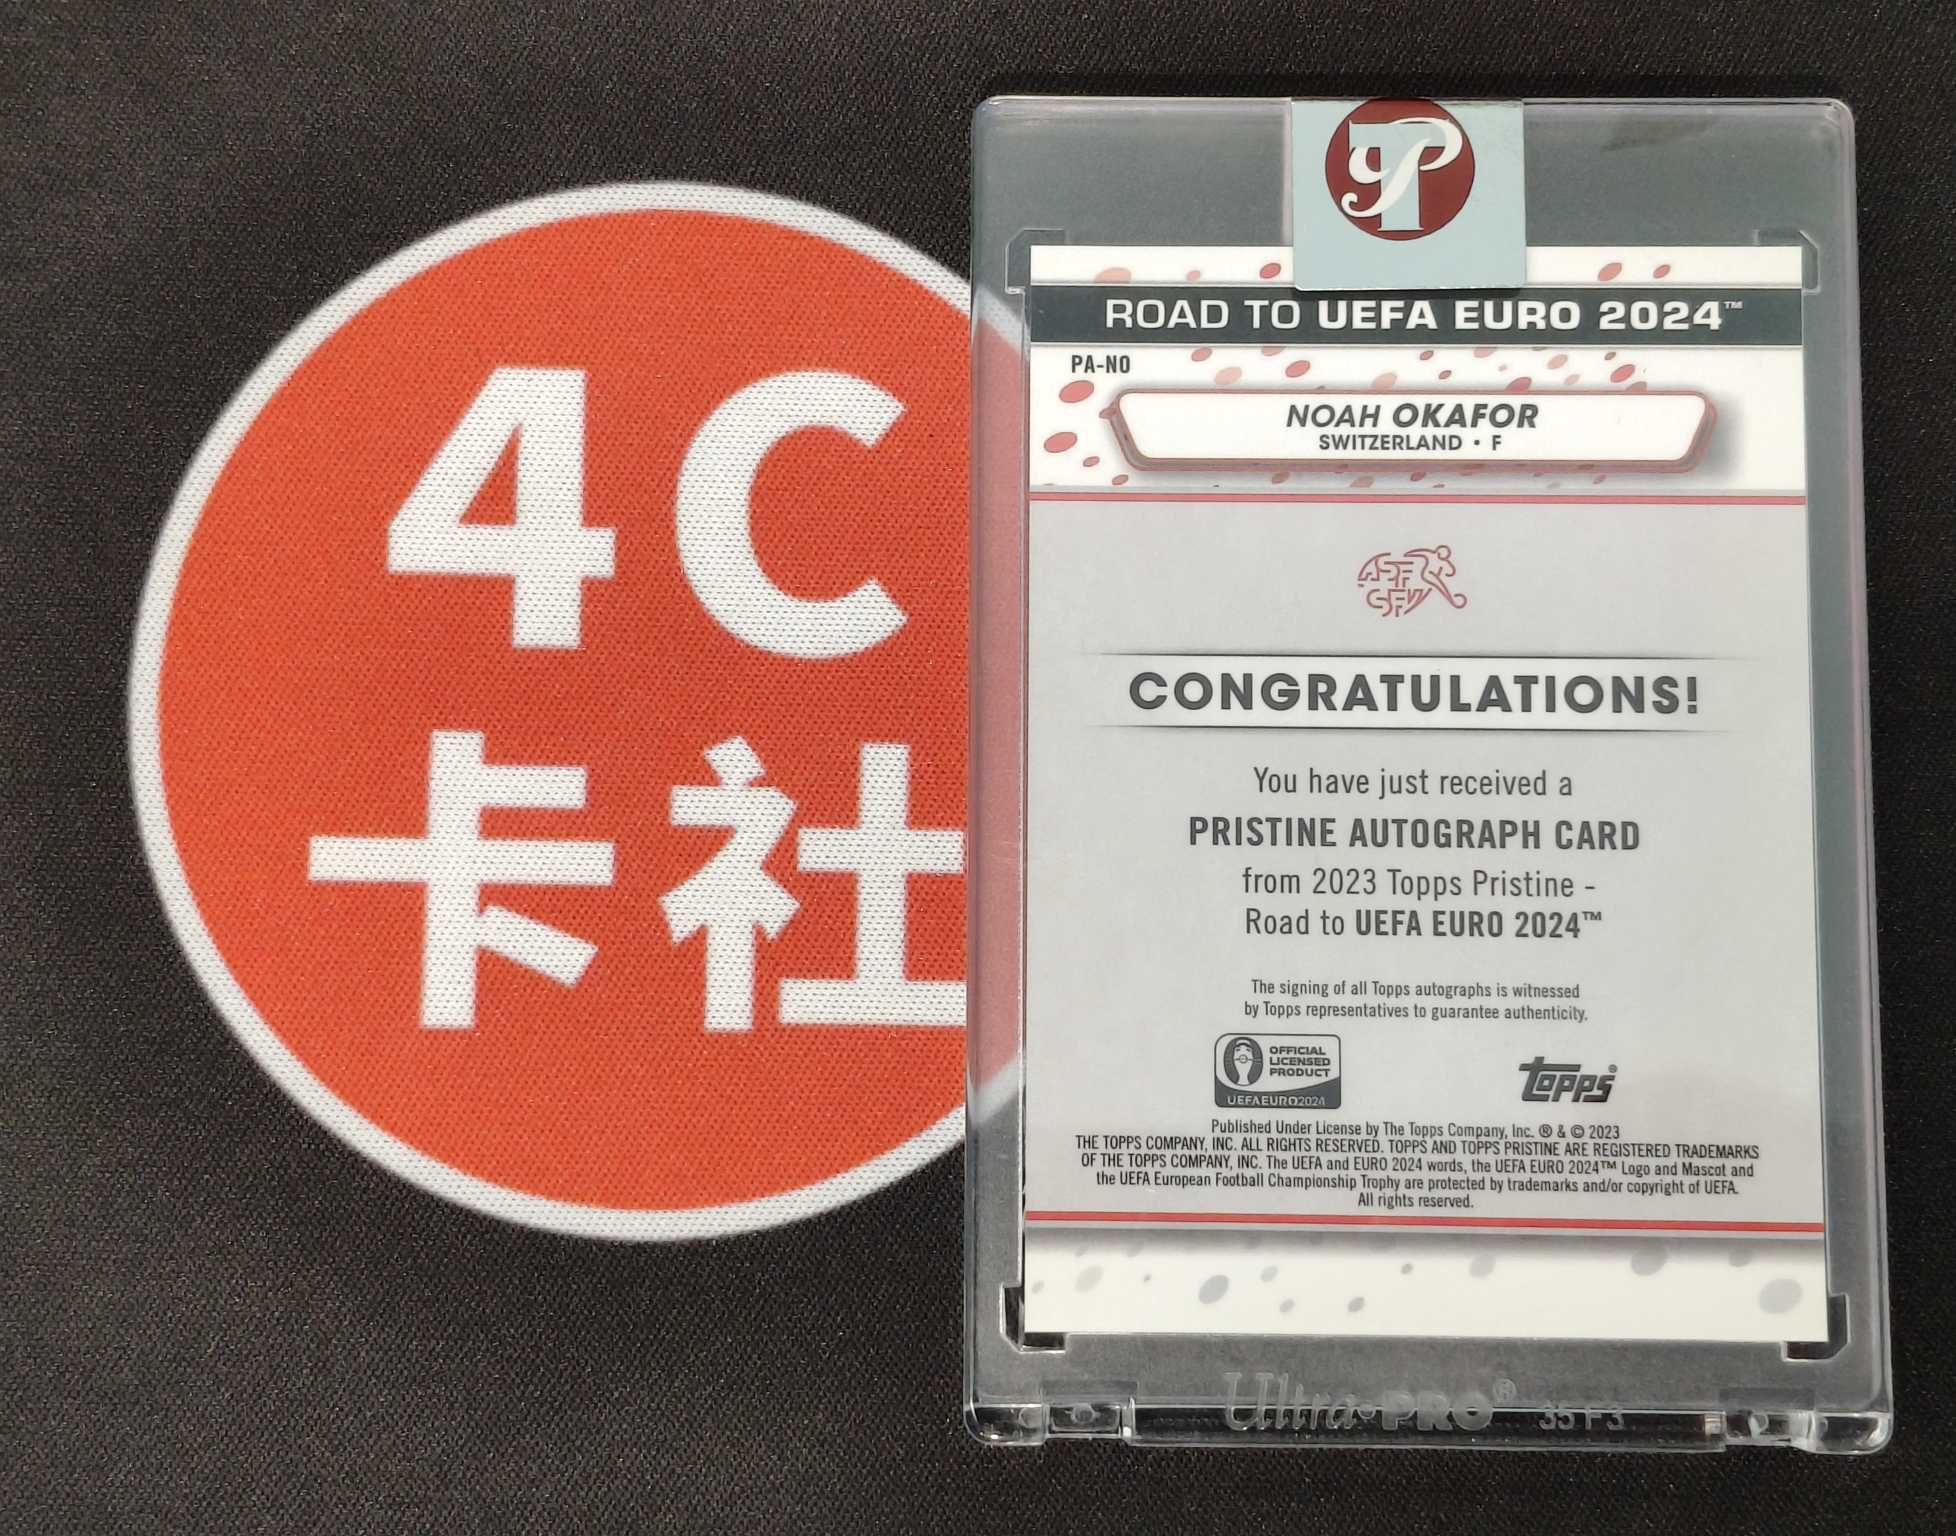 4C
卡社
ROAD TO UEFA EURO 2024™
PA-NO
NOAH OKAFOR
SWITZERLAND • F
ASF
SFV
CONGRATULATIONS!
You have just received a
PRISTINE AUTOGRAPH CARD
from 2023 Topps Pristine -
Road to UEFA EURO 2024™
The signing of all Topps autographs is witnessed
by Topps representatives to guarantee authenticity.
OFFICIAL
LICENSED
PRODUCT
UEFAEURO2024
topps®
Published Under License by The Topps Company, Inc. ® & © 2023
THE TOPPS COMPANY, INC. ALL RIGHTS RESERVED. TOPPS AND TOPPS PRISTINE ARE REGISTERED TRADEMARKS
OF THE TOPPS COMPANY, INC. The UEFA and EURO 2024 words, the UEFA EURO 2024™ Logo and Mascot and
the UEFA European Football Championship Trophy are protected by trademarks and/or copyright of UEFA.
All rights reserved.
Ultra•PRO® 35F3